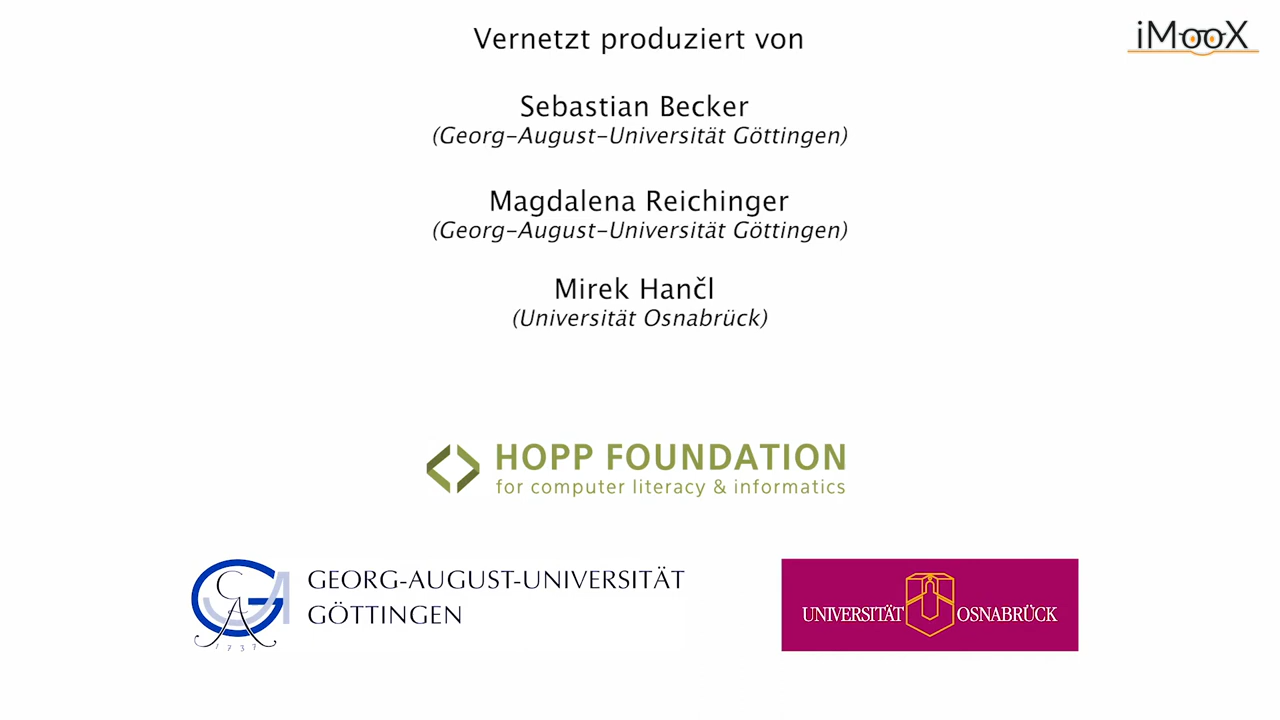 Vernetzt produziert von
iMooX
Sebastian Becker
(Georg-August-Universität Göttingen)
Magdalena Reichinger
(Georg-August-Universität Göttingen)
Mirek Hančl
(Universität Osnabrück)
HOPP FOUNDATION
for computer literacy & informatics
GEORG-AUGUST-UNIVERSITÄT
GÖTTINGEN
1737
UNIVERSITÄT OSNABRÜCK